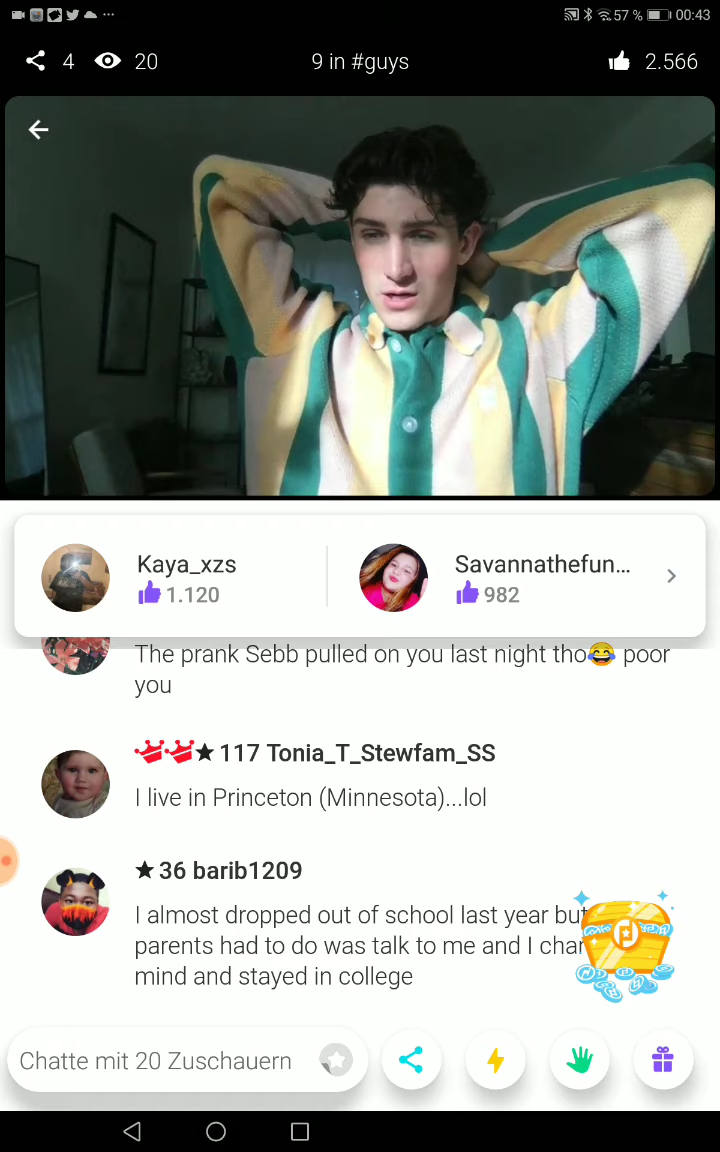 57 % 00:43
4 20 9 in #guys 2.566
Kaya_xzs
1.120
Savannathefun...
982
The prank Sebb pulled on you last night tho😂 poor
you
117 Tonia_T_Stewfam_SS
I live in Princeton (Minnesota)...lol
36 barib1209
I almost dropped out of school last year but
parents had to do was talk to me and I
mind and stayed in college
Chatte mit 20 Zuschauern